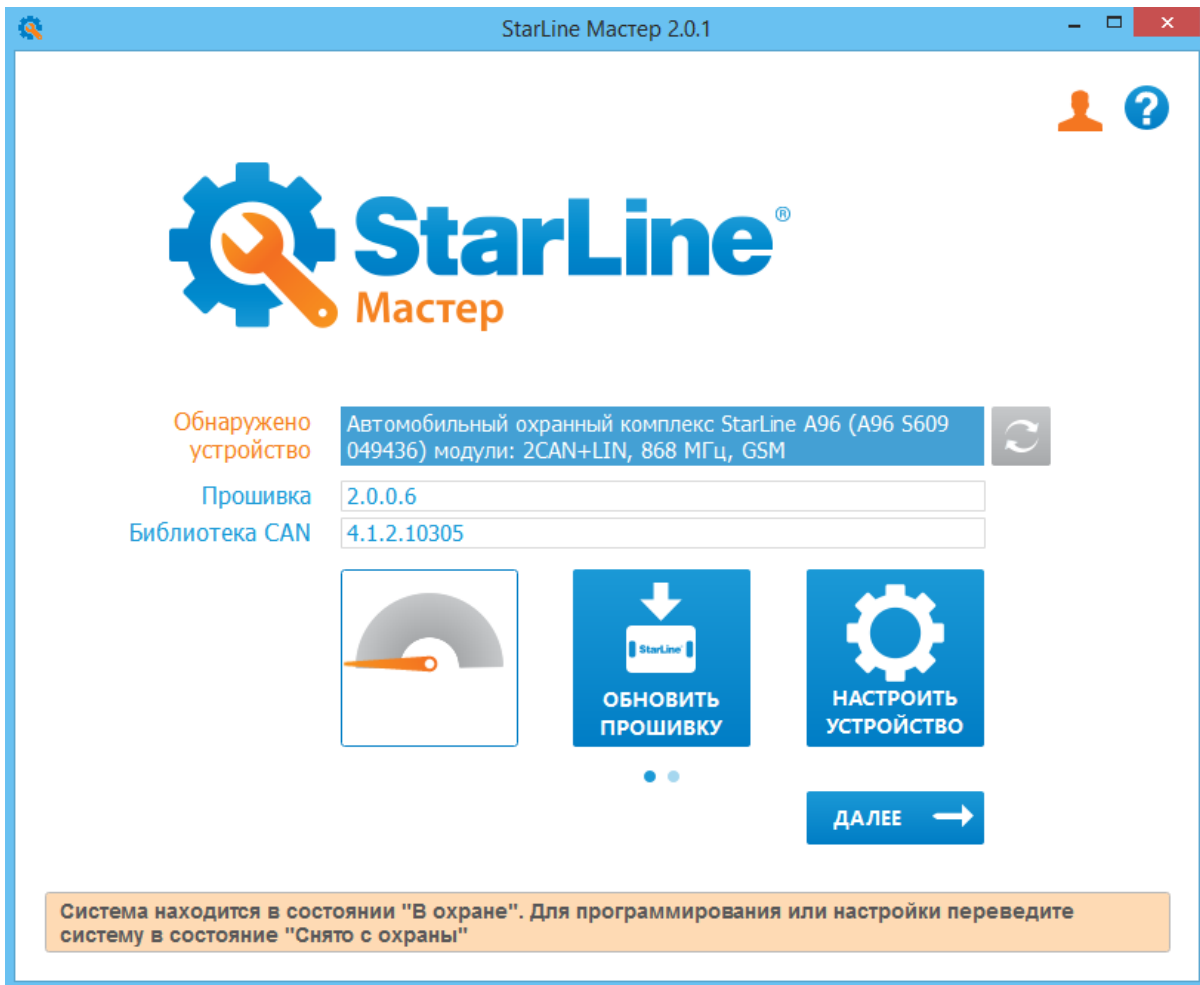 StarLine Мастер 2.0.1
StarLine®
Мастер
Обнаружено
устройство
Автомобильный охранный комплекс StarLine A96 (A96 S609
049436) модули: 2CAN+LIN, 868 МГц, GSM
Прошивка
2.0.0.6
Библиотека CAN
4.1.2.10305
StarLine
ОБНОВИТЬ
ПРОШИВКУ
НАСТРОИТЬ
УСТРОЙСТВО
ДАЛЕЕ
Система находится в состоянии "В охране". Для программирования или настройки переведите
систему в состояние "Снято с охраны"